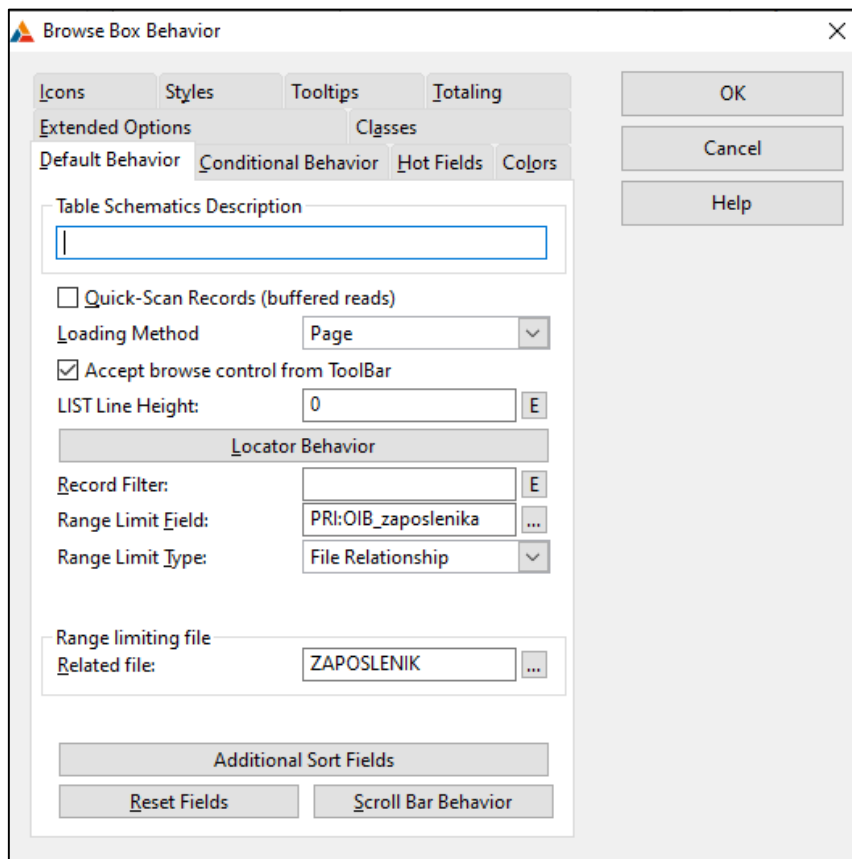 Browse Box Behavior
Icons Styles Tooltips Totaling
Extended Options Classes
Default Behavior Conditional Behavior Hot Fields Colors
OK
Cancel
Help
Table Schematics Description
Quick-Scan Records (buffered reads)
Loading Method Page
Accept browse control from ToolBar
LIST Line Height: 0 E
Locator Behavior
Record Filter: E
Range Limit Field: PRI:OIB_zaposlenika ...
Range Limit Type: File Relationship
Range limiting file
Related file: ZAPOSLENIK ...
Additional Sort Fields
Reset Fields Scroll Bar Behavior